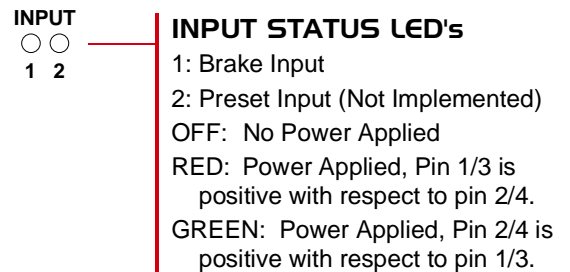 INPUT
1 2
INPUT STATUS LED's
1: Brake Input
2: Preset Input (Not Implemented)
OFF: No Power Applied
RED: Power Applied, Pin 1/3 is
positive with respect to pin 2/4.
GREEN: Power Applied, Pin 2/4 is
positive with respect to pin 1/3.